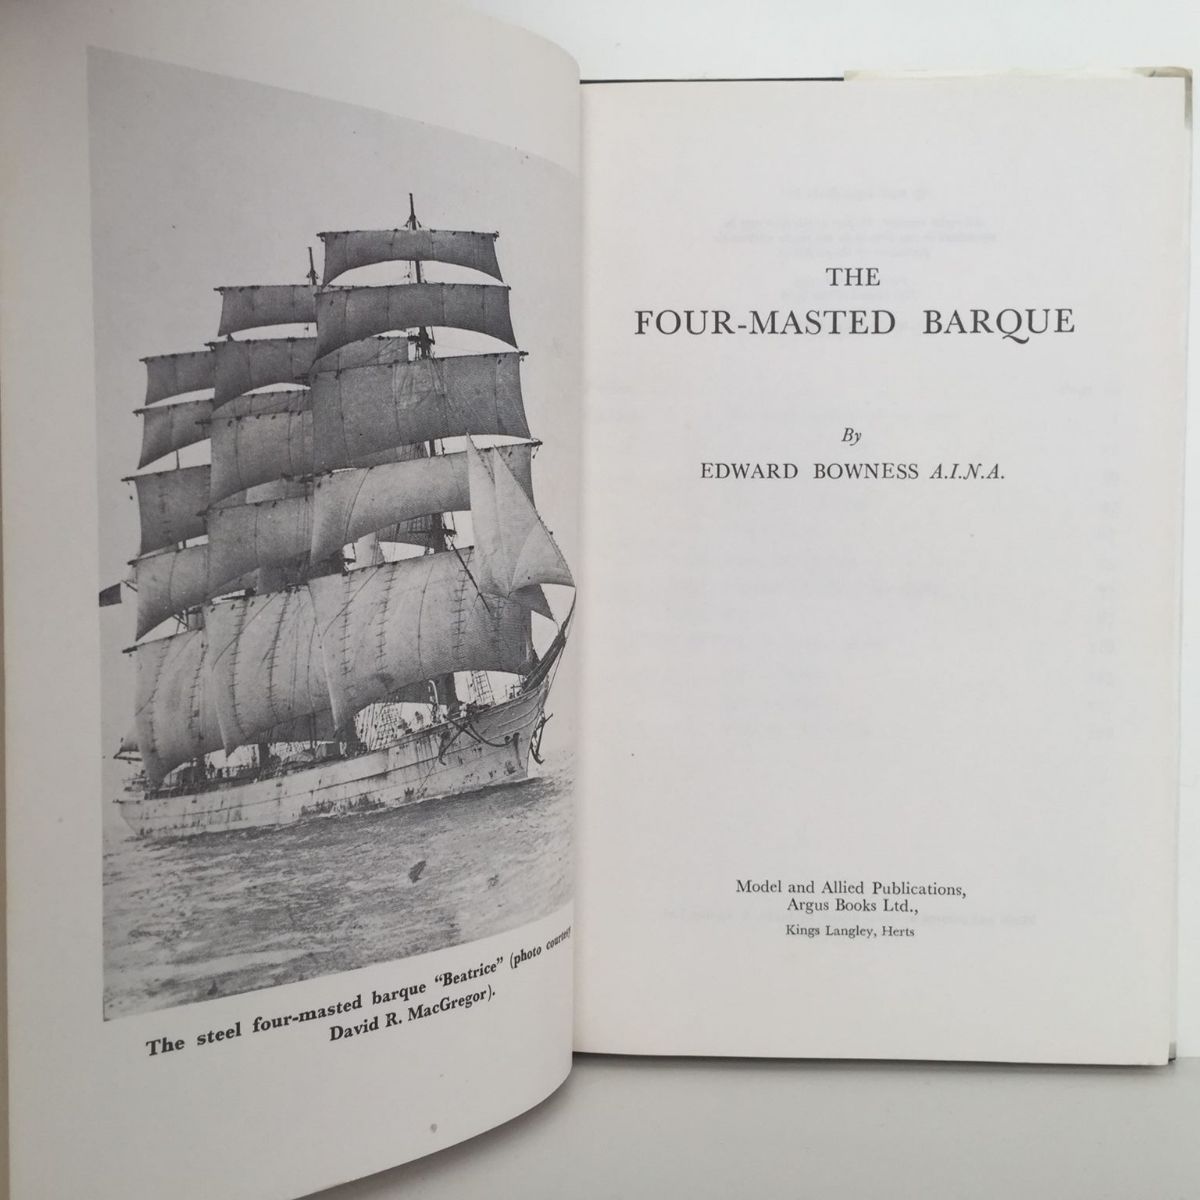 The steel four-masted barque "Beatrice" (photo courtesy
David R. MacGregor).
THE
FOUR-MASTED BARQUE
By
EDWARD BOWNESS A.I.N.A.
Model and Allied Publications,
Argus Books Ltd.,
Kings Langley, Herts